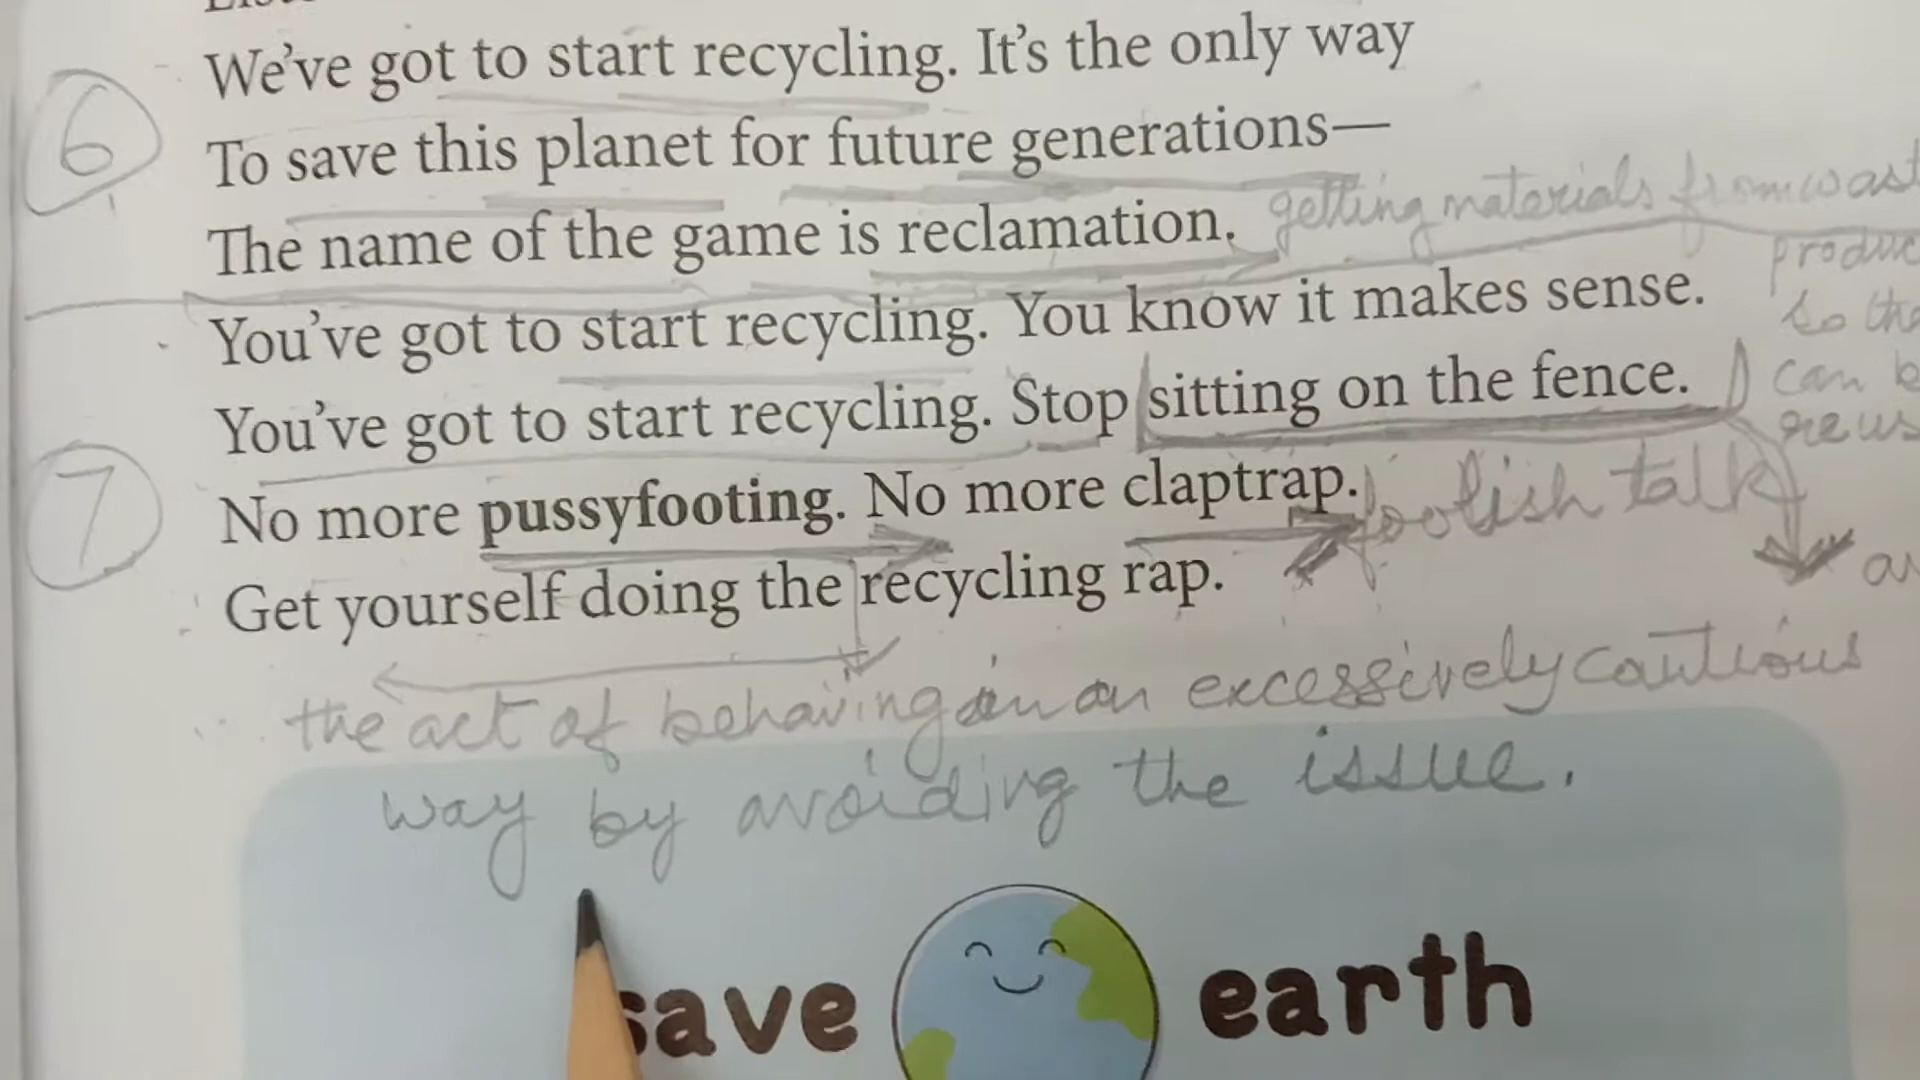 We've got to start recycling. It's the only way
6
To save this planet for future generations—
The name of the game is reclamation. getting materials from
You've got to start recycling. You know it makes sense.
so
You've got to start recycling. Stop sitting on the fence.
can
7
No more pussyfooting. No more claptrap. foolish talk
Get yourself doing the recycling rap.
the act of behaving in an excessively cautious
way by avoiding the issue.
save earth